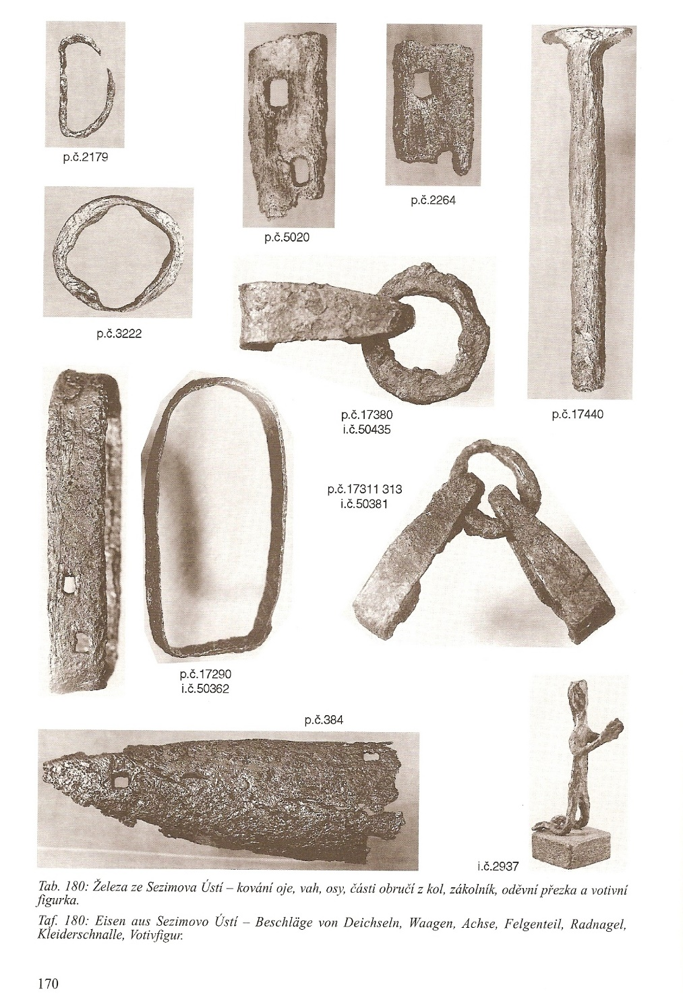 p.č.2179
p.č.5020
p.č.2264
p.č.3222
p.č.17380
i.č.50435
p.č.17440
p.č.17311 313
i.č.50381
p.č.17290
i.č.50362
p.č.384
i.č.2937
Tab. 180: Železa ze Sezimova Ústí – kování oje, vah, osy, části obručí z kol, zákolník, oděvní přezka a votivní
figurka.
Taf. 180: Eisen aus Sezimovo Ústí – Beschläge von Deichseln, Waagen, Achse, Felgenteil, Radnagel,
Kleiderschnalle, Votivfigur.
170